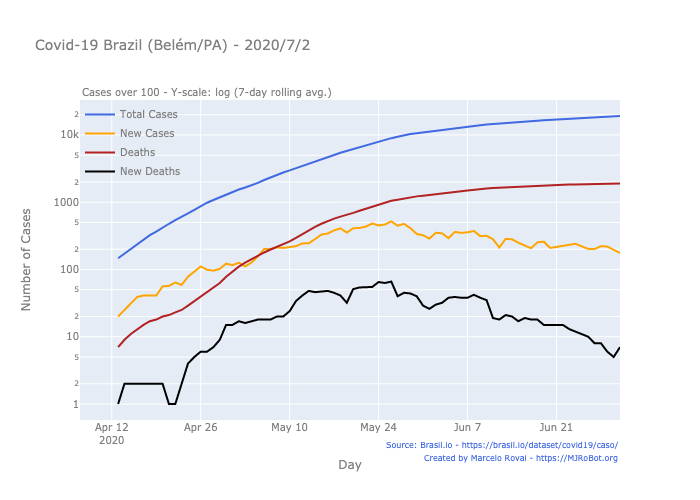 Covid-19 Brazil (Belém/PA) - 2020/7/2
Cases over 100 - Y-scale: log (7-day rolling avg.)
Total Cases
New Cases
Deaths
New Deaths
2
10k
5
2
1000
5
2
100
5
2
10
5
2
1
Number of Cases
Apr 12 Apr 26 May 10 May 24 Jun 7 Jun 21
2020
Day
Source: Brasil.io - https://brasil.io/dataset/covid19/caso/
Created by Marcelo Rovai - https://MJRoBot.org